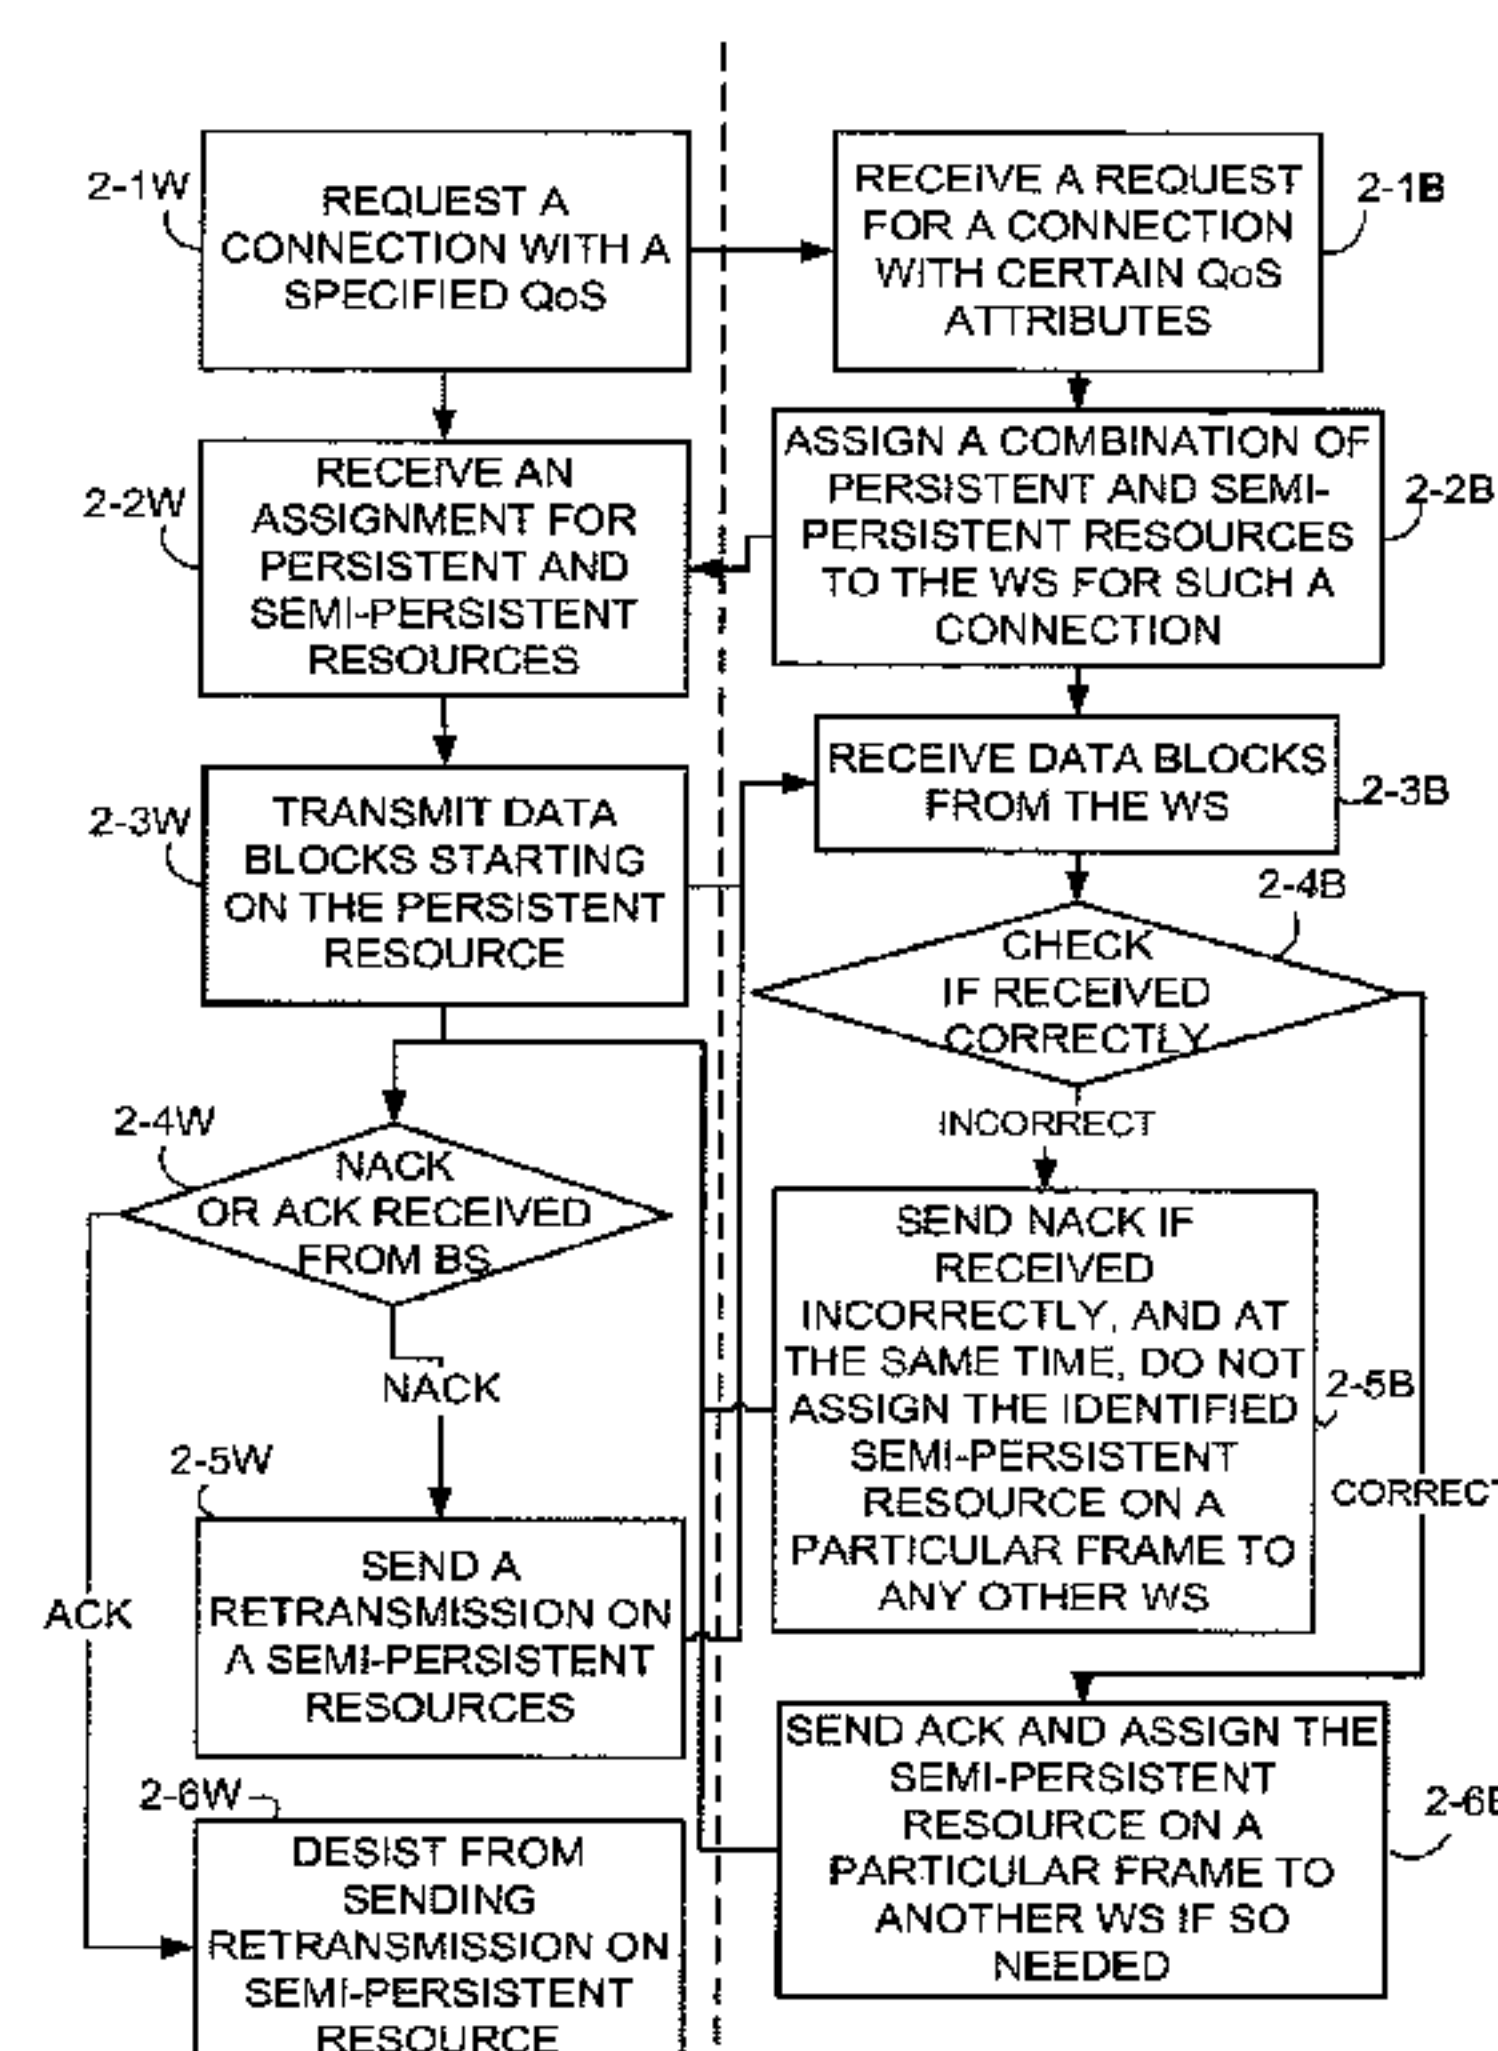 2-1W
REQUEST A
CONNECTION WITH A
SPECIFIED QoS
RECEIVE A REQUEST
FOR A CONNECTION
WITH CERTAIN QoS
ATTRIBUTES
2-1B
2-2W
RECEIVE AN
ASSIGNMENT FOR
PERSISTENT AND
SEMI-PERSISTENT
RESOURCES
ASSIGN A COMBINATION OF
PERSISTENT AND SEMI-
PERSISTENT RESOURCES
TO THE WS FOR SUCH A
CONNECTION
2-2B
2-3W
TRANSMIT DATA
BLOCKS STARTING
ON THE PERSISTENT
RESOURCE
RECEIVE DATA BLOCKS
FROM THE WS
2-3B
2-4B
CHECK
IF RECEIVED
CORRECTLY
INCORRECT
2-4W
NACK
OR ACK RECEIVED
FROM BS
NACK
SEND NACK IF
RECEIVED
INCORRECTLY, AND AT
THE SAME TIME, DO NOT
ASSIGN THE IDENTIFIED
SEMI-PERSISTENT
RESOURCE ON A
PARTICULAR FRAME TO
ANY OTHER WS
2-5B
CORRECT
2-5W
SEND A
RETRANSMISSION ON
A SEMI-PERSISTENT
RESOURCES
ACK
SEND ACK AND ASSIGN THE
SEMI-PERSISTENT
RESOURCE ON A
PARTICULAR FRAME TO
ANOTHER WS IF SO
NEEDED
2-6B
2-6W
DESIST FROM
SENDING
RETRANSMISSION ON
SEMI-PERSISTENT
RESOURCE